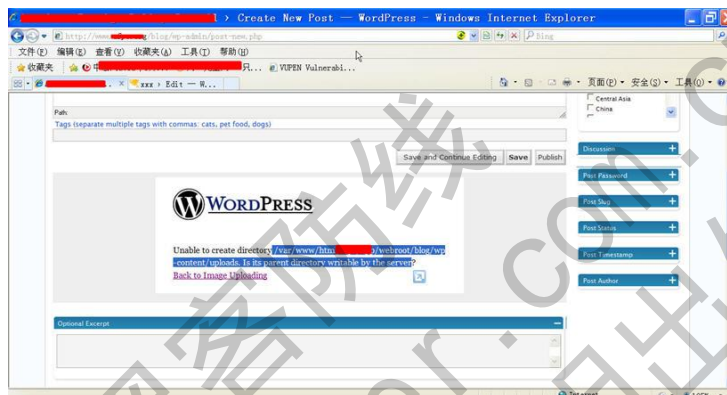 › Create New Post — WordPress - Windows Internet Explorer
/blog/wp-admin/post-new.php
Bing
文件(F) 编辑(E) 查看(V) 收藏夹(A) 工具(T) 帮助(H)
收藏夹 只... VUPEN Vulnerabi...
xxx › Edit — W...
页面(P) 安全(S) 工具(O)
Central Asia
China
Path:
Tags (separate multiple tags with commas: cats, pet food, dogs)
Save and Continue Editing Save Publish
Discussion
Post Password
Post Slug
Post Status
Post Timestamp
Post Author
WORDPRESS
Unable to create directory /var/www/htm p/webroot/blog/wp
-content/uploads. Is its parent directory writable by the server?
Back to Image Uploading
Optional Excerpt
Internet